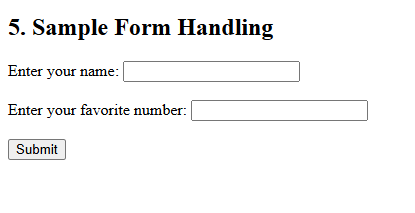 5. Sample Form Handling
Enter your name:
Enter your favorite number:
Submit